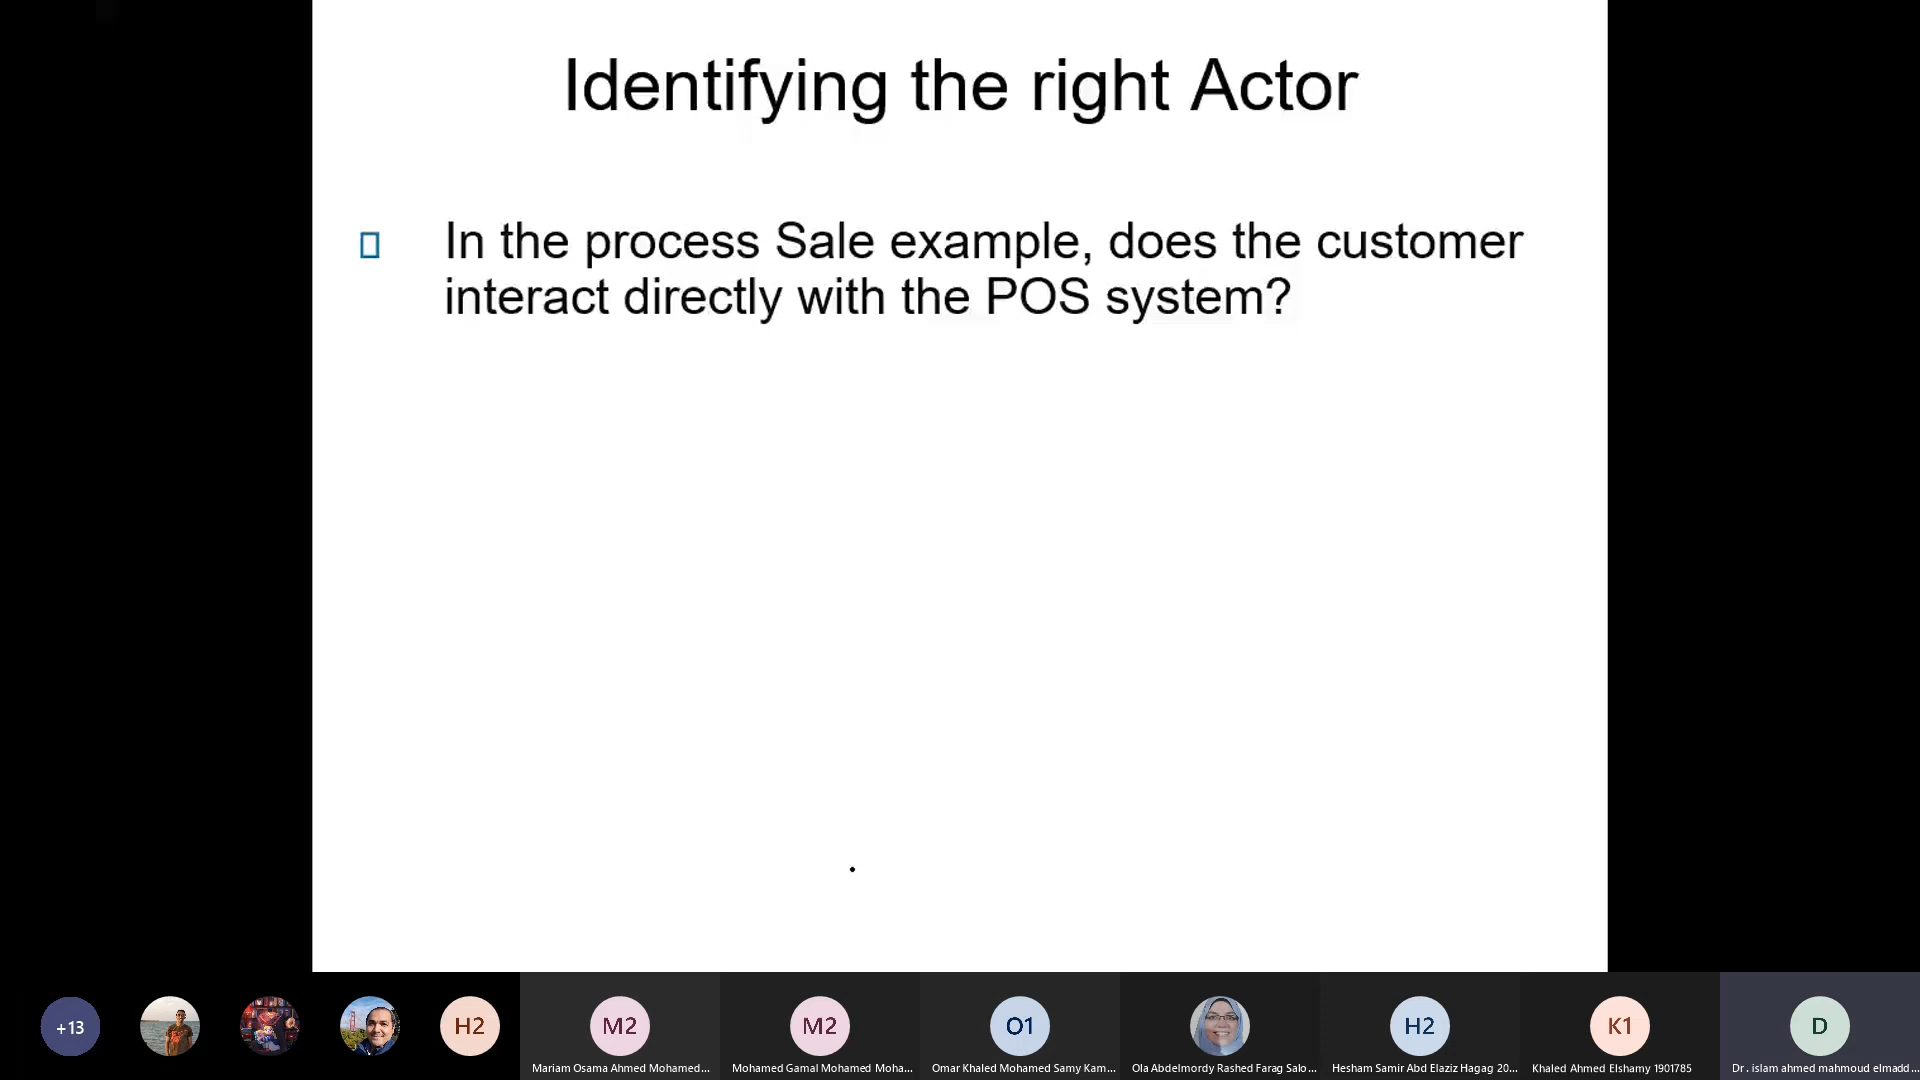 Identifying the right Actor
In the process Sale example, does the customer
interact directly with the POS system?
+13
H2
M2
M2
O1
H2
K1
D
Mariam Osama Ahmed Mohamed...
Mohamed Gamal Mohamed Moha...
Omar Khaled Mohamed Samy Kam...
Ola Abdelmordy Rashed Farag Salo...
Hesham Samir Abd Elaziz Hagag 20...
Khaled Ahmed Elshamy 1901785
Dr. islam ahmed mahmoud elmadd...